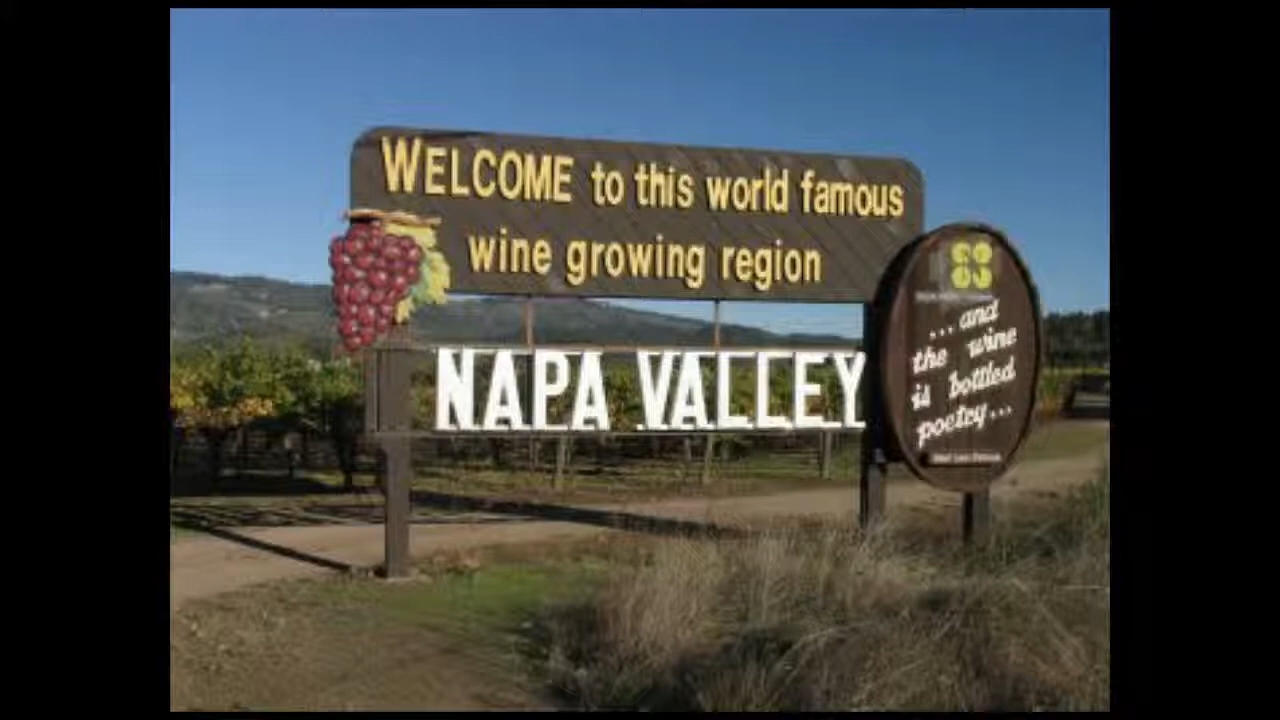 WELCOME to this world famous
wine growing region
NAPA VALLEY
... and
the wine
is bottled
poetry...